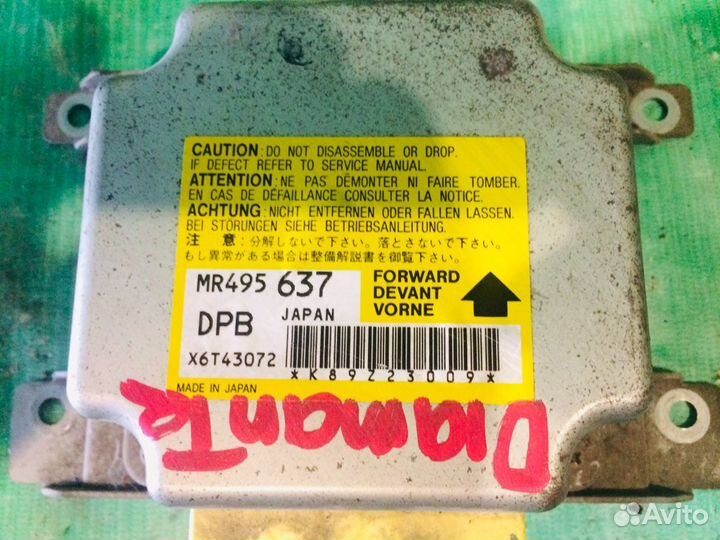 CAUTION: DO NOT DISASSEMBLE OR DROP.
IF DEFECT REFER TO SERVICE MANUAL.
ATTENTION: NE PAS DÉMONTER NI FAIRE TOMBER.
EN CAS DE DÉFAILLANCE CONSULTER LA NOTICE.
ACHTUNG: NICHT ENTFERNEN ODER FALLEN LASSEN.
BEI STÖRUNGEN SIEHE BETRIEBSANLEITUNG.
注 意:分解しないで下さい。落とさないで下さい。
もし異常がある場合は整備解説書を御覧下さい。
MR495 637
FORWARD
DEVANT
VORNE
DPB JAPAN
X6T43072
*K89Z23009*
MADE IN JAPAN
DiamanTe
Avito